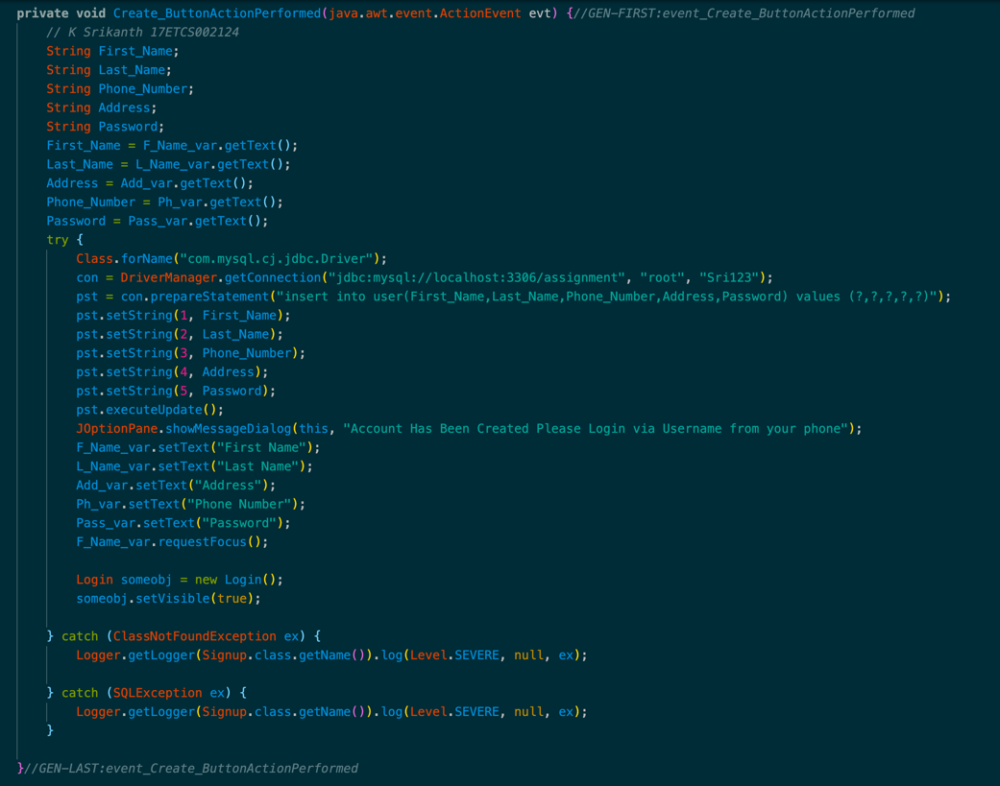 private void Create_ButtonActionPerformed(java.awt.event.ActionEvent evt) {//GEN-FIRST:event_Create_ButtonActionPerformed
// K Srikanth 17ETCS002124
String First_Name;
String Last_Name;
String Phone_Number;
String Address;
String Password;
First_Name = F_Name_var.getText();
Last_Name = L_Name_var.getText();
Address = Add_var.getText();
Phone_Number = Ph_var.getText();
Password = Pass_var.getText();
try {
Class.forName("com.mysql.cj.jdbc.Driver");
con = DriverManager.getConnection("jdbc:mysql://localhost:3306/assignment", "root", "Sri123");
pst = con.prepareStatement("insert into user(First_Name,Last_Name,Phone_Number,Address,Password) values (?,?,?,?,?)");
pst.setString(1, First_Name);
pst.setString(2, Last_Name);
pst.setString(3, Phone_Number);
pst.setString(4, Address);
pst.setString(5, Password);
pst.executeUpdate();
JOptionPane.showMessageDialog(this, "Account Has Been Created Please Login via Username from your phone");
F_Name_var.setText("First Name");
L_Name_var.setText("Last Name");
Add_var.setText("Address");
Ph_var.setText("Phone Number");
Pass_var.setText("Password");
F_Name_var.requestFocus();
Login someobj = new Login();
someobj.setVisible(true);
} catch (ClassNotFoundException ex) {
Logger.getLogger(Signup.class.getName()).log(Level.SEVERE, null, ex);
} catch (SQLException ex) {
Logger.getLogger(Signup.class.getName()).log(Level.SEVERE, null, ex);
}
}//GEN-LAST:event_Create_ButtonActionPerformed